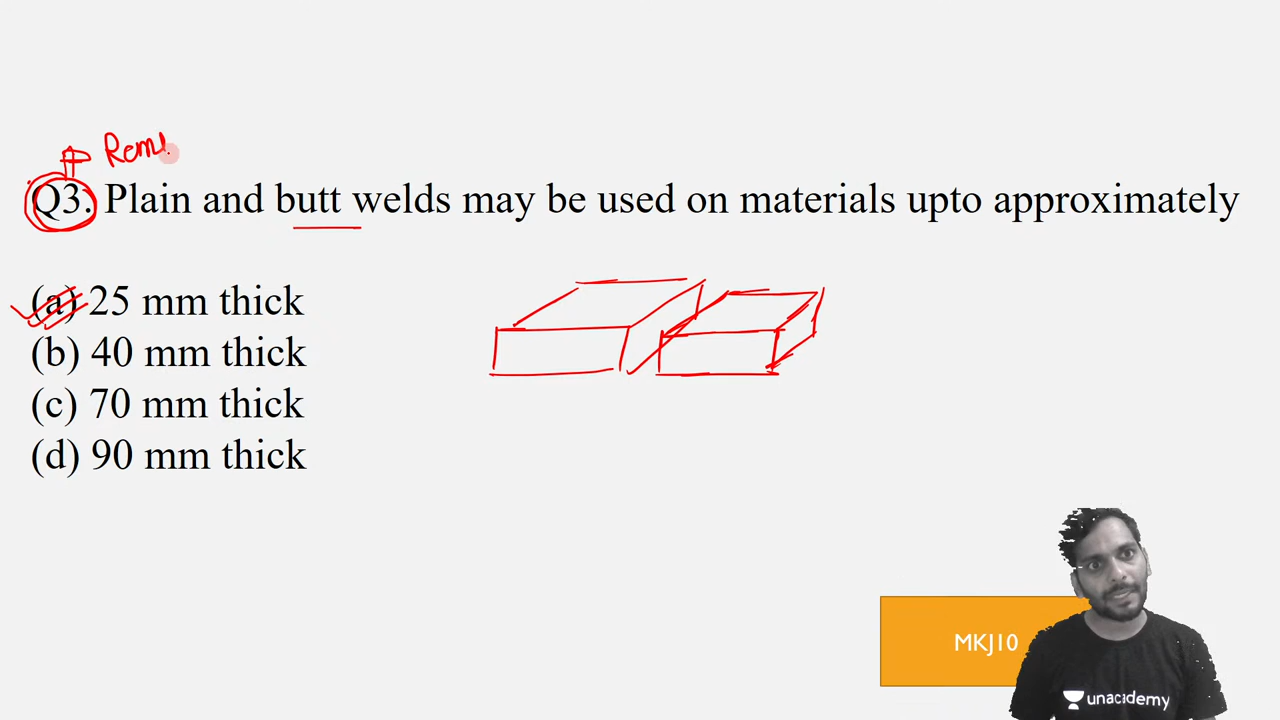 Rem
Q3. Plain and butt welds may be used on materials upto approximately
(a) 25 mm thick
(b) 40 mm thick
(c) 70 mm thick
(d) 90 mm thick
MKJ10
unacademy